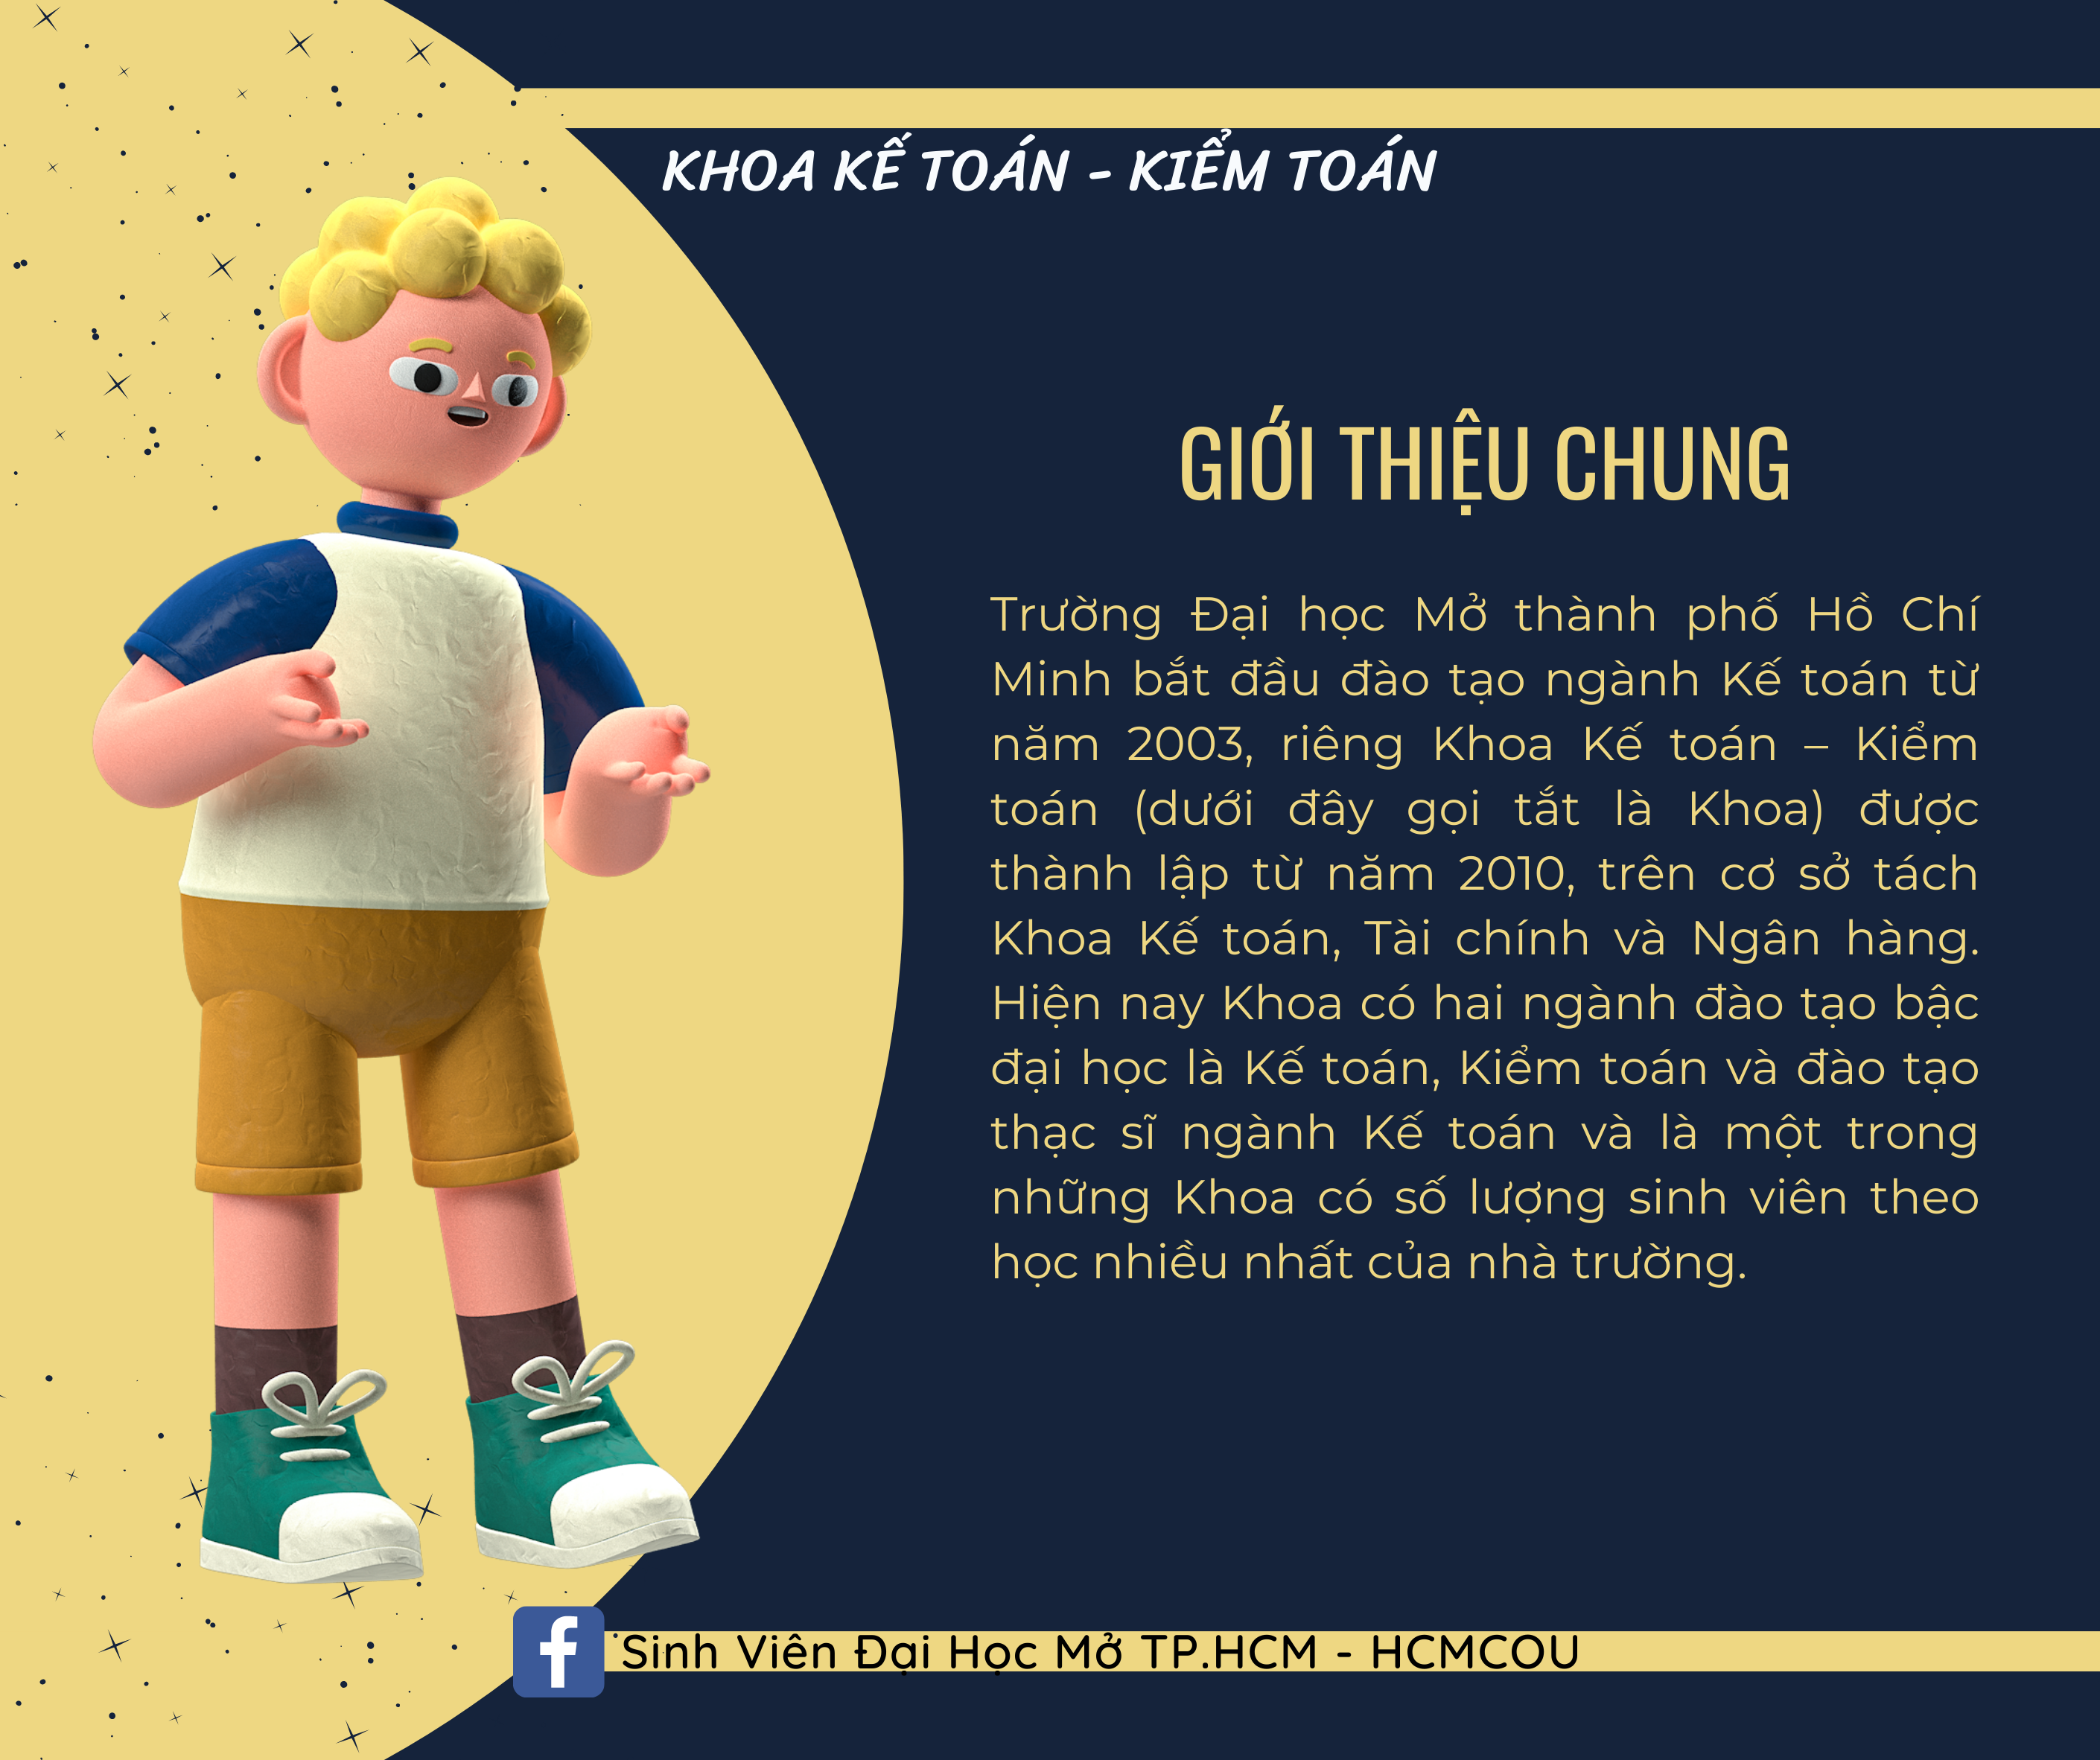 KHOA KẾ TOÁN - KIỂM TOÁN
GIỚI THIỆU CHUNG
Trường Đại học Mở thành phố Hồ Chí
Minh bắt đầu đào tạo ngành Kế toán từ
năm 2003, riêng Khoa Kế toán – Kiểm
toán (dưới đây gọi tắt là Khoa) được
thành lập từ năm 2010, trên cơ sở tách
Khoa Kế toán, Tài chính và Ngân hàng.
Hiện nay Khoa có hai ngành đào tạo bậc
đại học là Kế toán, Kiểm toán và đào tạo
thạc sĩ ngành Kế toán và là một trong
những Khoa có số lượng sinh viên theo
học nhiều nhất của nhà trường.
Sinh Viên Đại Học Mở TP.HCM - HCMCOU